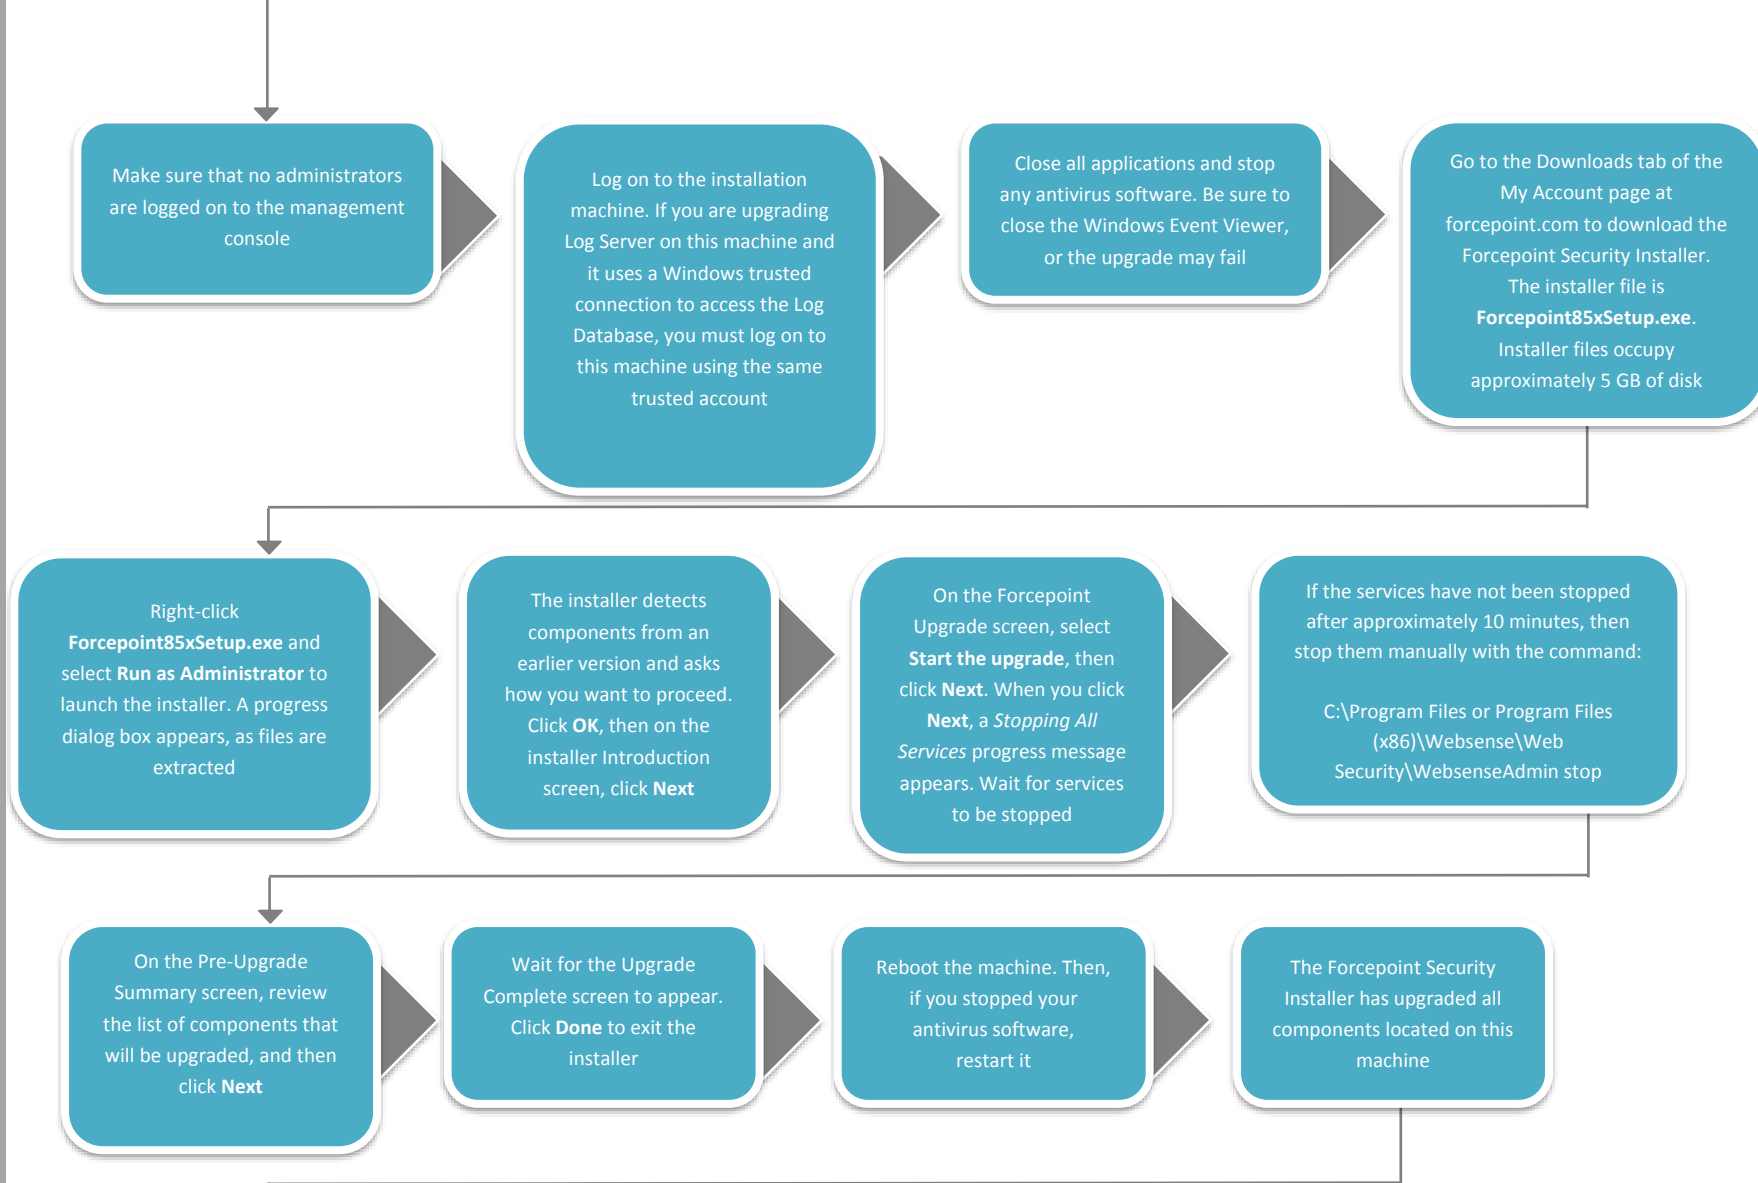 Make sure that no administrators
are logged on to the management
console
Log on to the installation
machine. If you are upgrading
Log Server on this machine and
it uses a Windows trusted
connection to access the Log
Database, you must log on to
this machine using the same
trusted account
Close all applications and stop
any antivirus software. Be sure to
close the Windows Event Viewer,
or the upgrade may fail
Go to the Downloads tab of the
My Account page at
forcepoint.com to download the
Forcepoint Security Installer.
The installer file is
Forcepoint85xSetup.exe.
Installer files occupy
approximately 5 GB of disk
Right-click
Forcepoint85xSetup.exe and
select Run as Administrator to
launch the installer. A progress
dialog box appears, as files are
extracted
The installer detects
components from an
earlier version and asks
how you want to proceed.
Click OK, then on the
installer Introduction
screen, click Next
On the Forcepoint
Upgrade screen, select
Start the upgrade, then
click Next. When you click
Next, a Stopping All
Services progress message
appears. Wait for services
to be stopped
If the services have not been stopped
after approximately 10 minutes, then
stop them manually with the command:
C:\Program Files or Program Files
(x86)\Websense\Web
Security\WebsenseAdmin stop
On the Pre-Upgrade
Summary screen, review
the list of components that
will be upgraded, and then
click Next
Wait for the Upgrade
Complete screen to appear.
Click Done to exit the
installer
Reboot the machine. Then,
if you stopped your
antivirus software,
restart it
The Forcepoint Security
Installer has upgraded all
components located on this
machine